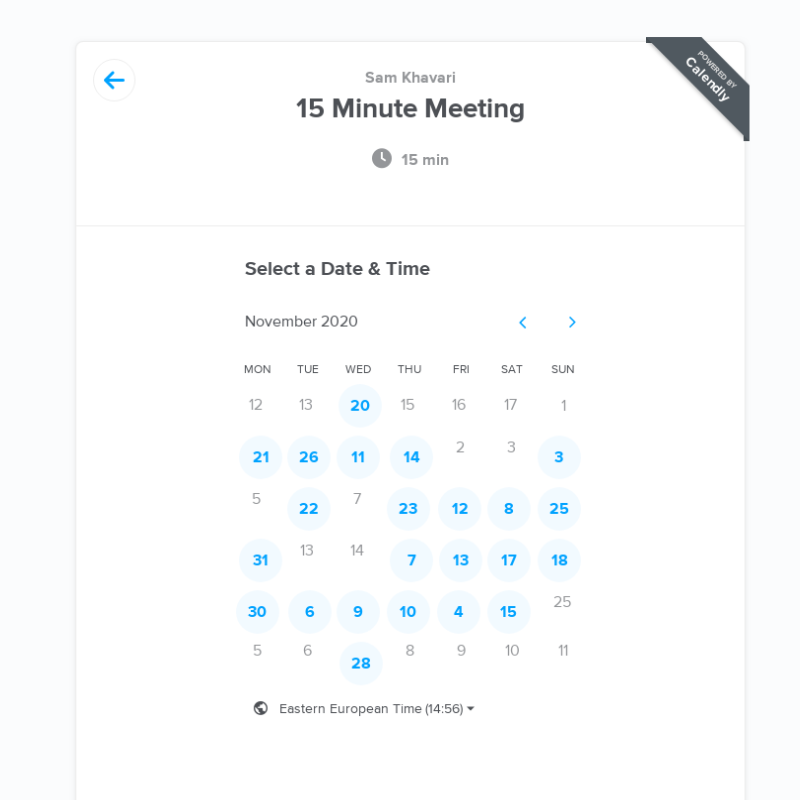 POWERED BY
Calendly
Sam Khavari
15 Minute Meeting
15 min
Select a Date & Time
November 2020
MON TUE WED THU FRI SAT SUN
12 13 20 15 16 17 1
21 26 11 14 2 3 3
5 22 7 23 12 8 25
31 13 14 7 13 17 18
30 6 9 10 4 15 25
5 6 28 8 9 10 11
Eastern European Time (14:56)